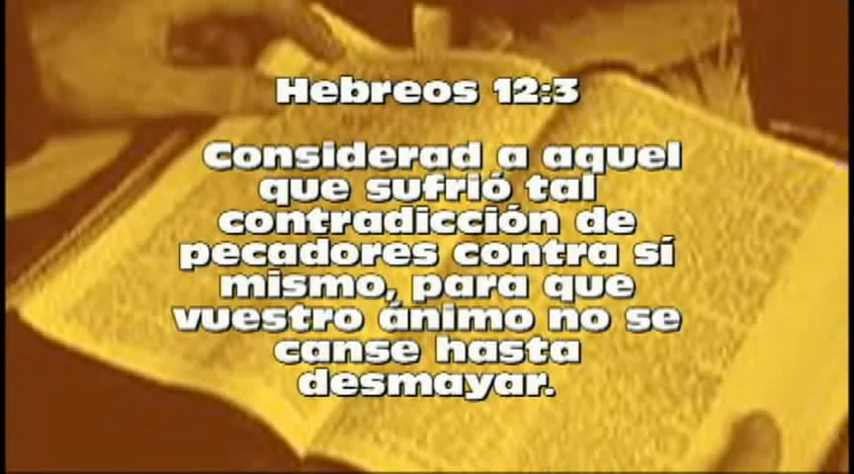 Hebreos 12:3
Considerad a aquel
que sufrió tal
contradicción de
pecadores contra sí
mismo, para que
vuestro ánimo no se
canse hasta
desmayar.